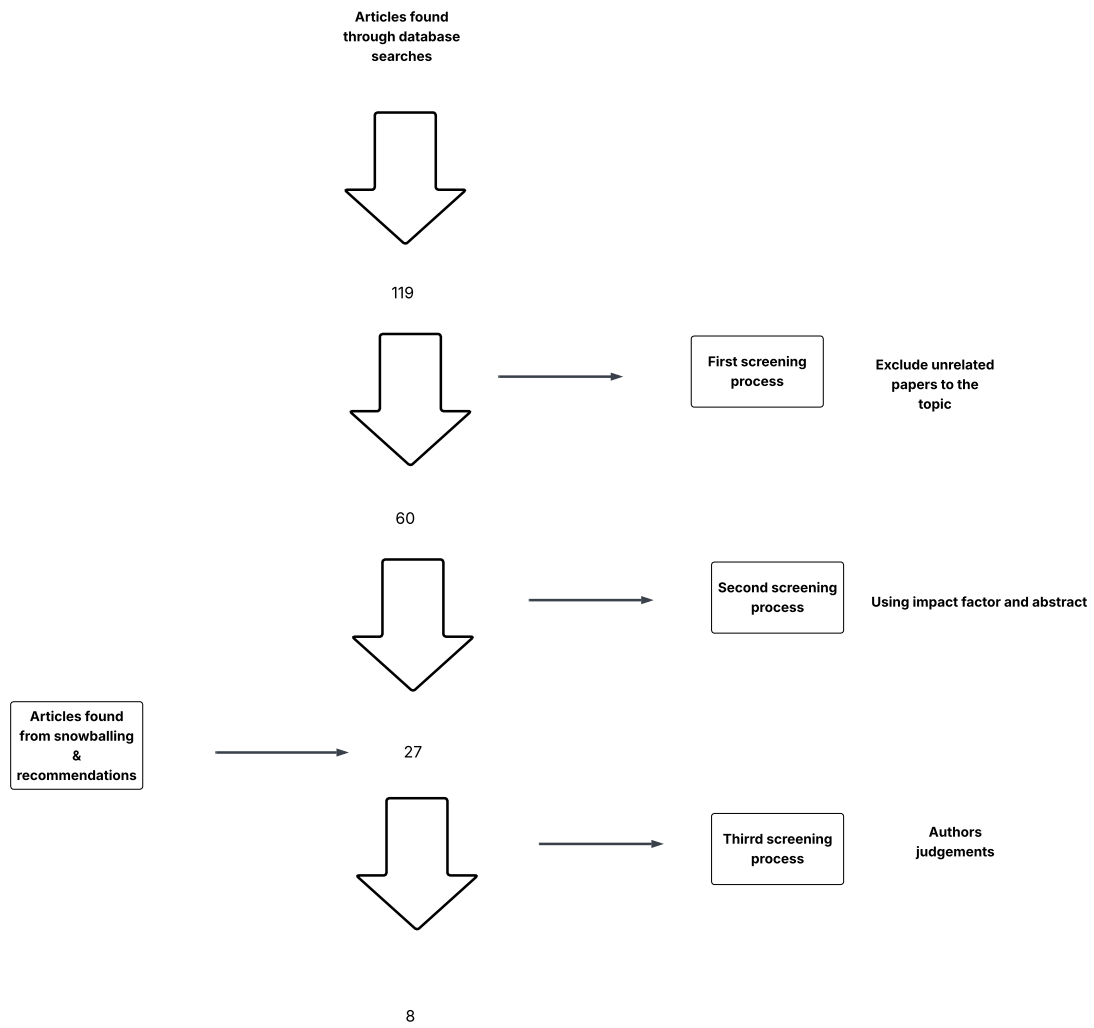 Articles found
through database
searches
119
First screening
process
Exclude unrelated
papers to the
topic
60
Second screening
process
Using impact factor and abstract
Articles found
from snowballing
&
recommendations
27
Thirrd screening
process
Authors
judgements
8